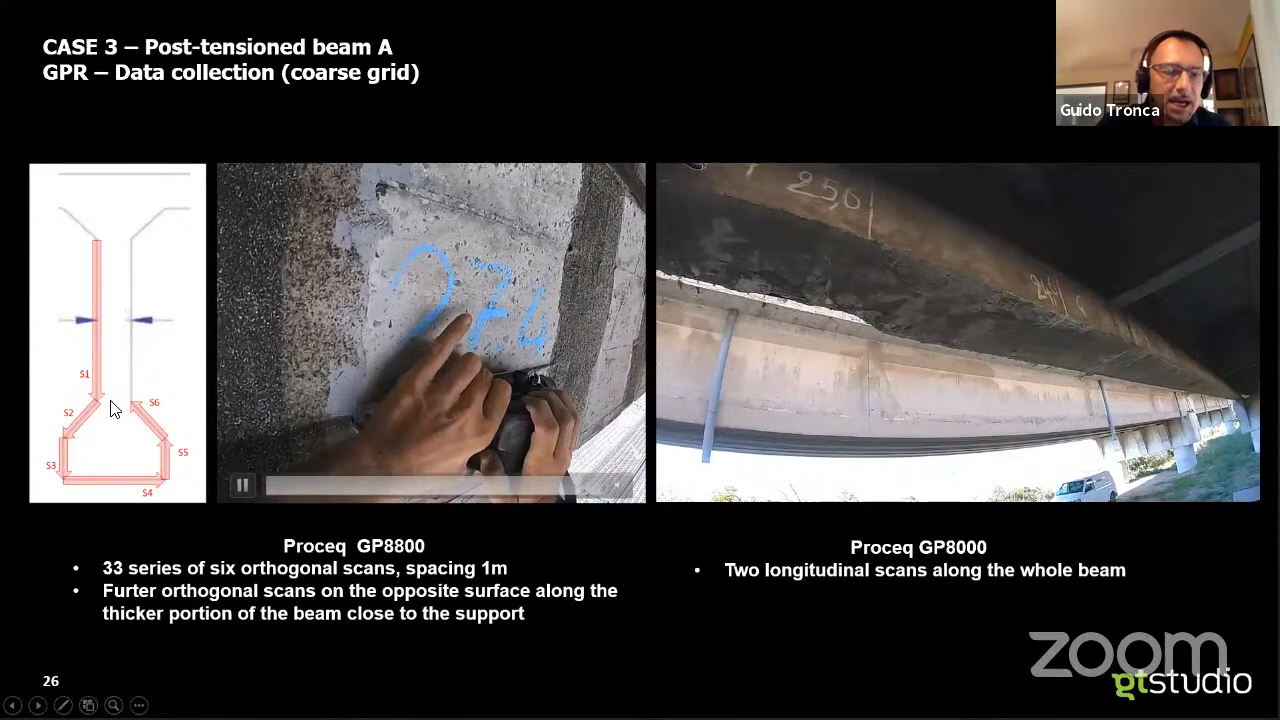 CASE 3 – Post-tensioned beam A
GPR – Data collection (coarse grid)
Guido Tronca
S1
S2
S3
S4
S5
S6
27.4
25,6
Proceq GP8800
• 33 series of six orthogonal scans, spacing 1m
• Furter orthogonal scans on the opposite surface along the
thicker portion of the beam close to the support
Proceq GP8000
• Two longitudinal scans along the whole beam
26
zoom
gtstudio